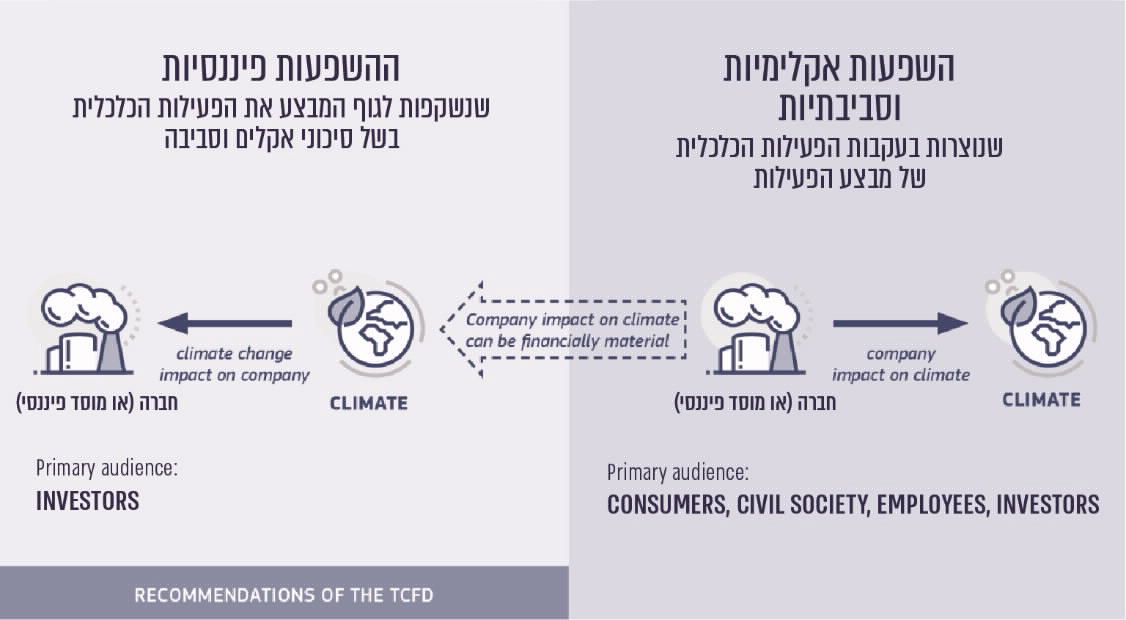 השפעות אקלימיות
וסביבתיות
שנוצרות בעקבות הפעילות הכלכלית
של מבצע הפעילות
company
impact on climate
חברה (או מוסד פיננסי)
CLIMATE
Primary audience:
CONSUMERS, CIVIL SOCIETY, EMPLOYEES, INVESTORS
Company impact on climate
can be financially material
ההשפעות פיננסיות
שנשקפות לגוף המבצע את הפעילות הכלכלית
בשל סיכוני אקלים וסביבה
climate change
impact on company
חברה (או מוסד פיננסי)
CLIMATE
Primary audience:
INVESTORS
RECOMMENDATIONS OF THE TCFD